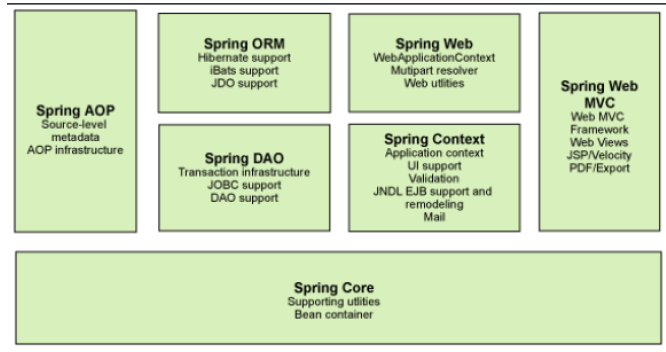 Spring AOP
Source-level
metadata
AOP infrastructure
Spring ORM
Hibernate support
iBats support
JDO support
Spring DAO
Transaction infrastructure
JOBC support
DAO support
Spring Web
WebApplicationContext
Mutipart resolver
Web utlities
Spring Context
Application context
UI support
Validation
JNDL EJB support and
remodeling
Mail
Spring Web
MVC
Web MVC
Framework
Web Views
JSP/Velocity
PDF/Export
Spring Core
Supporting utlities
Bean container